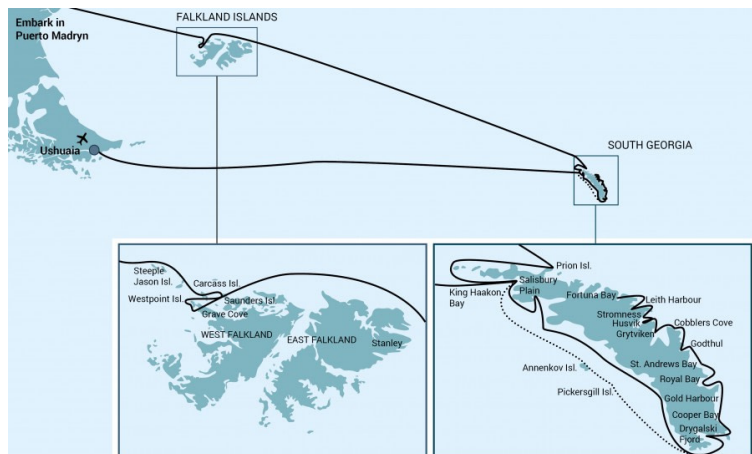 Embark in
Puerto Madryn
FALKLAND ISLANDS
Ushuaia
SOUTH GEORGIA
Steeple
Jason Isl.
Carcass Isl.
Westpoint Isl.
Saunders Isl.
Grave Cove
WEST FALKLAND
EAST FALKLAND
Stanley
Prion Isl.
Salisbury
Plain
King Haakon
Bay
Fortuna Bay
Leith Harbour
Stromness
Husvik
Grytviken
Cobblers Cove
Godthul
St. Andrews Bay
Annenkov Isl.
Royal Bay
Pickersgill Isl.
Gold Harbour
Cooper Bay
Drygalski
Fjord